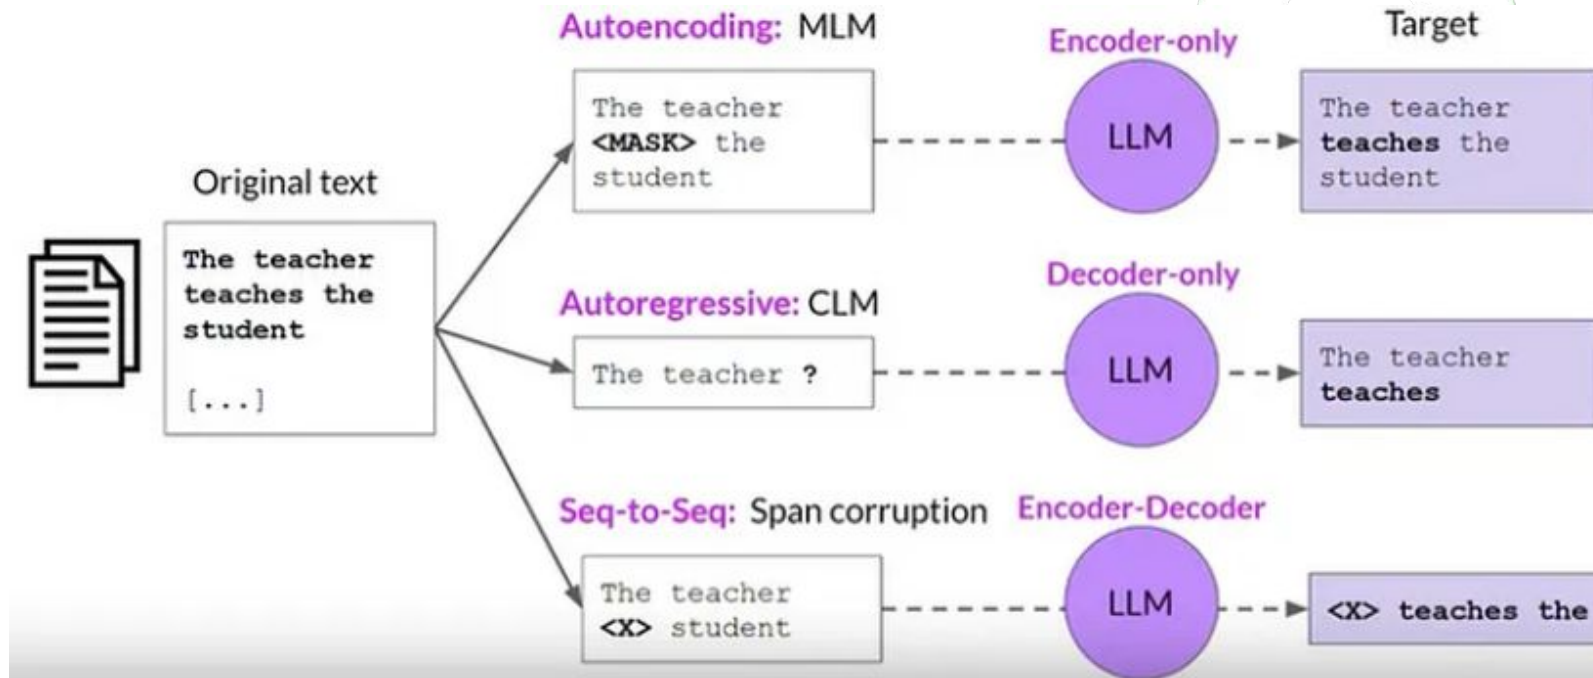 Original text
The teacher
teaches the
student
[...]
Autoencoding: MLM
The teacher
<MASK> the
student
Encoder-only
LLM
Target
The teacher
teaches the
student
Autoregressive: CLM
The teacher ?
Decoder-only
LLM
The teacher
teaches
Seq-to-Seq: Span corruption
The teacher
<X> student
Encoder-Decoder
LLM
<X> teaches the